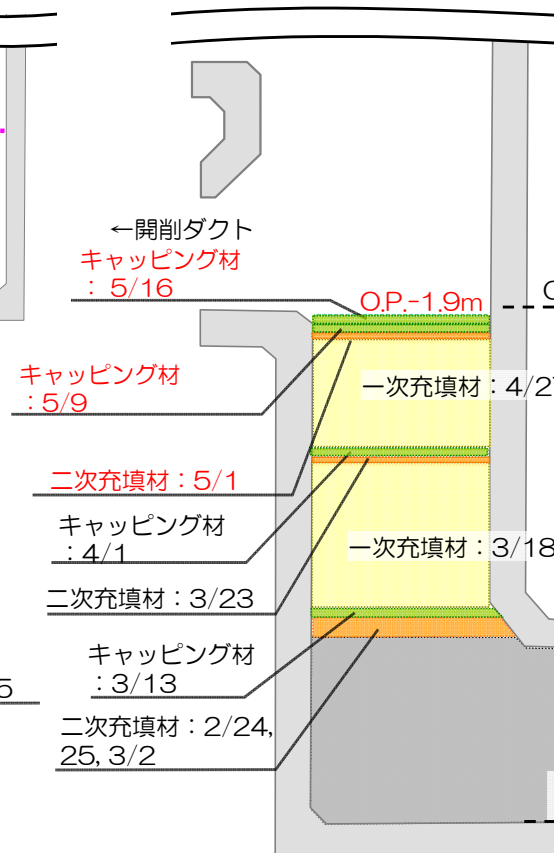 ←開削ダクト
キャッピング材
: 5/16
O.P.-1.9m
キャッピング材
:5/9
一次充填材：4/27
二次充填材：5/1
キャッピング材
: 4/1
一次充填材：3/18
二次充填材：3/23
キャッピング材
: 3/13
5
二次充填材：2/24,
25, 3/2